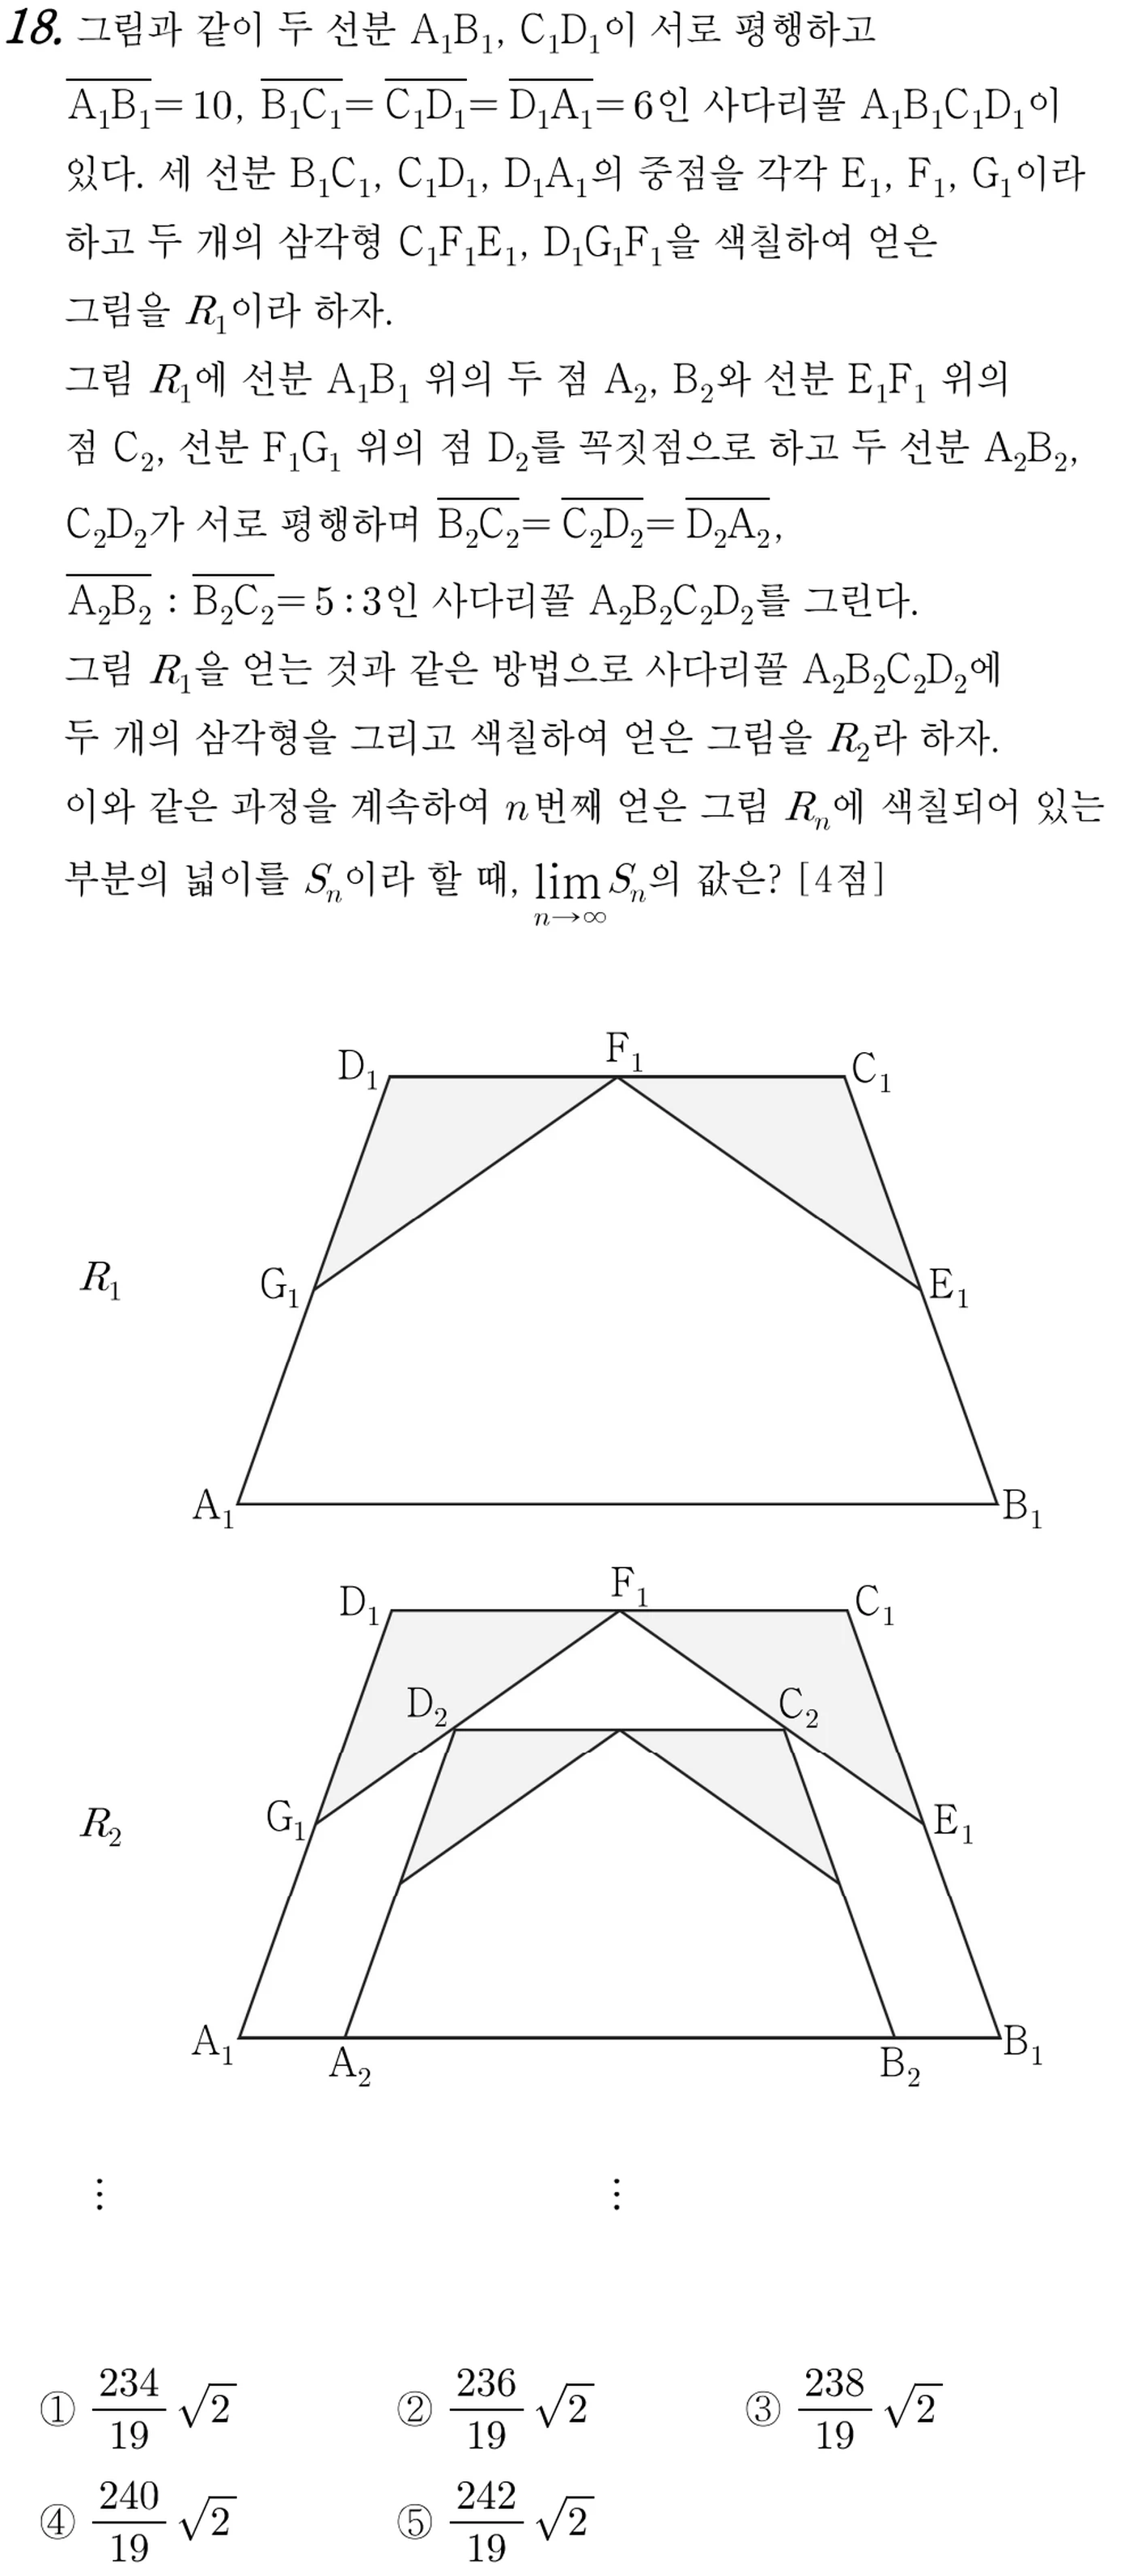 18. 그림과 같이 두 선분 A₁B₁, C₁D₁이 서로 평행하고
A₁B₁ = 10, B₁C₁ = C₁D₁ = D₁A₁ = 6인 사다리꼴 A₁B₁C₁D₁이
있다. 세 선분 B₁C₁, C₁D₁, D₁A₁의 중점을 각각 E₁, F₁, G₁이라
하고 두 개의 삼각형 C₁F₁E₁, D₁G₁F₁을 색칠하여 얻은
그림을 R₁이라 하자.
그림 R₁에 선분 A₁B₁ 위의 두 점 A₂, B₂와 선분 E₁F₁ 위의
점 C₂, 선분 F₁G₁ 위의 점 D₂를 꼭짓점으로 하고 두 선분 A₂B₂,
C₂D₂가 서로 평행하며 B₂C₂ = C₂D₂ = D₂A₂,
A₂B₂ : B₂C₂ = 5 : 3인 사다리꼴 A₂B₂C₂D₂를 그린다.
그림 R₁을 얻는 것과 같은 방법으로 사다리꼴 A₂B₂C₂D₂에
두 개의 삼각형을 그리고 색칠하여 얻은 그림을 R₂라 하자.
이와 같은 과정을 계속하여 n번째 얻은 그림 Rₙ에 색칠되어 있는
부분의 넓이를 Sₙ이라 할 때, lim Sₙ의 값은? [4점]
n→∞
D₁ F₁ C₁
R₁ G₁ E₁
A₁ B₁
D₁ F₁ C₁
D₂ C₂
R₂ G₁ E₁
A₁ A₂ B₂ B₁
⋮ ⋮
① 234/19 √2 ② 236/19 √2 ③ 238/19 √2
④ 240/19 √2 ⑤ 242/19 √2